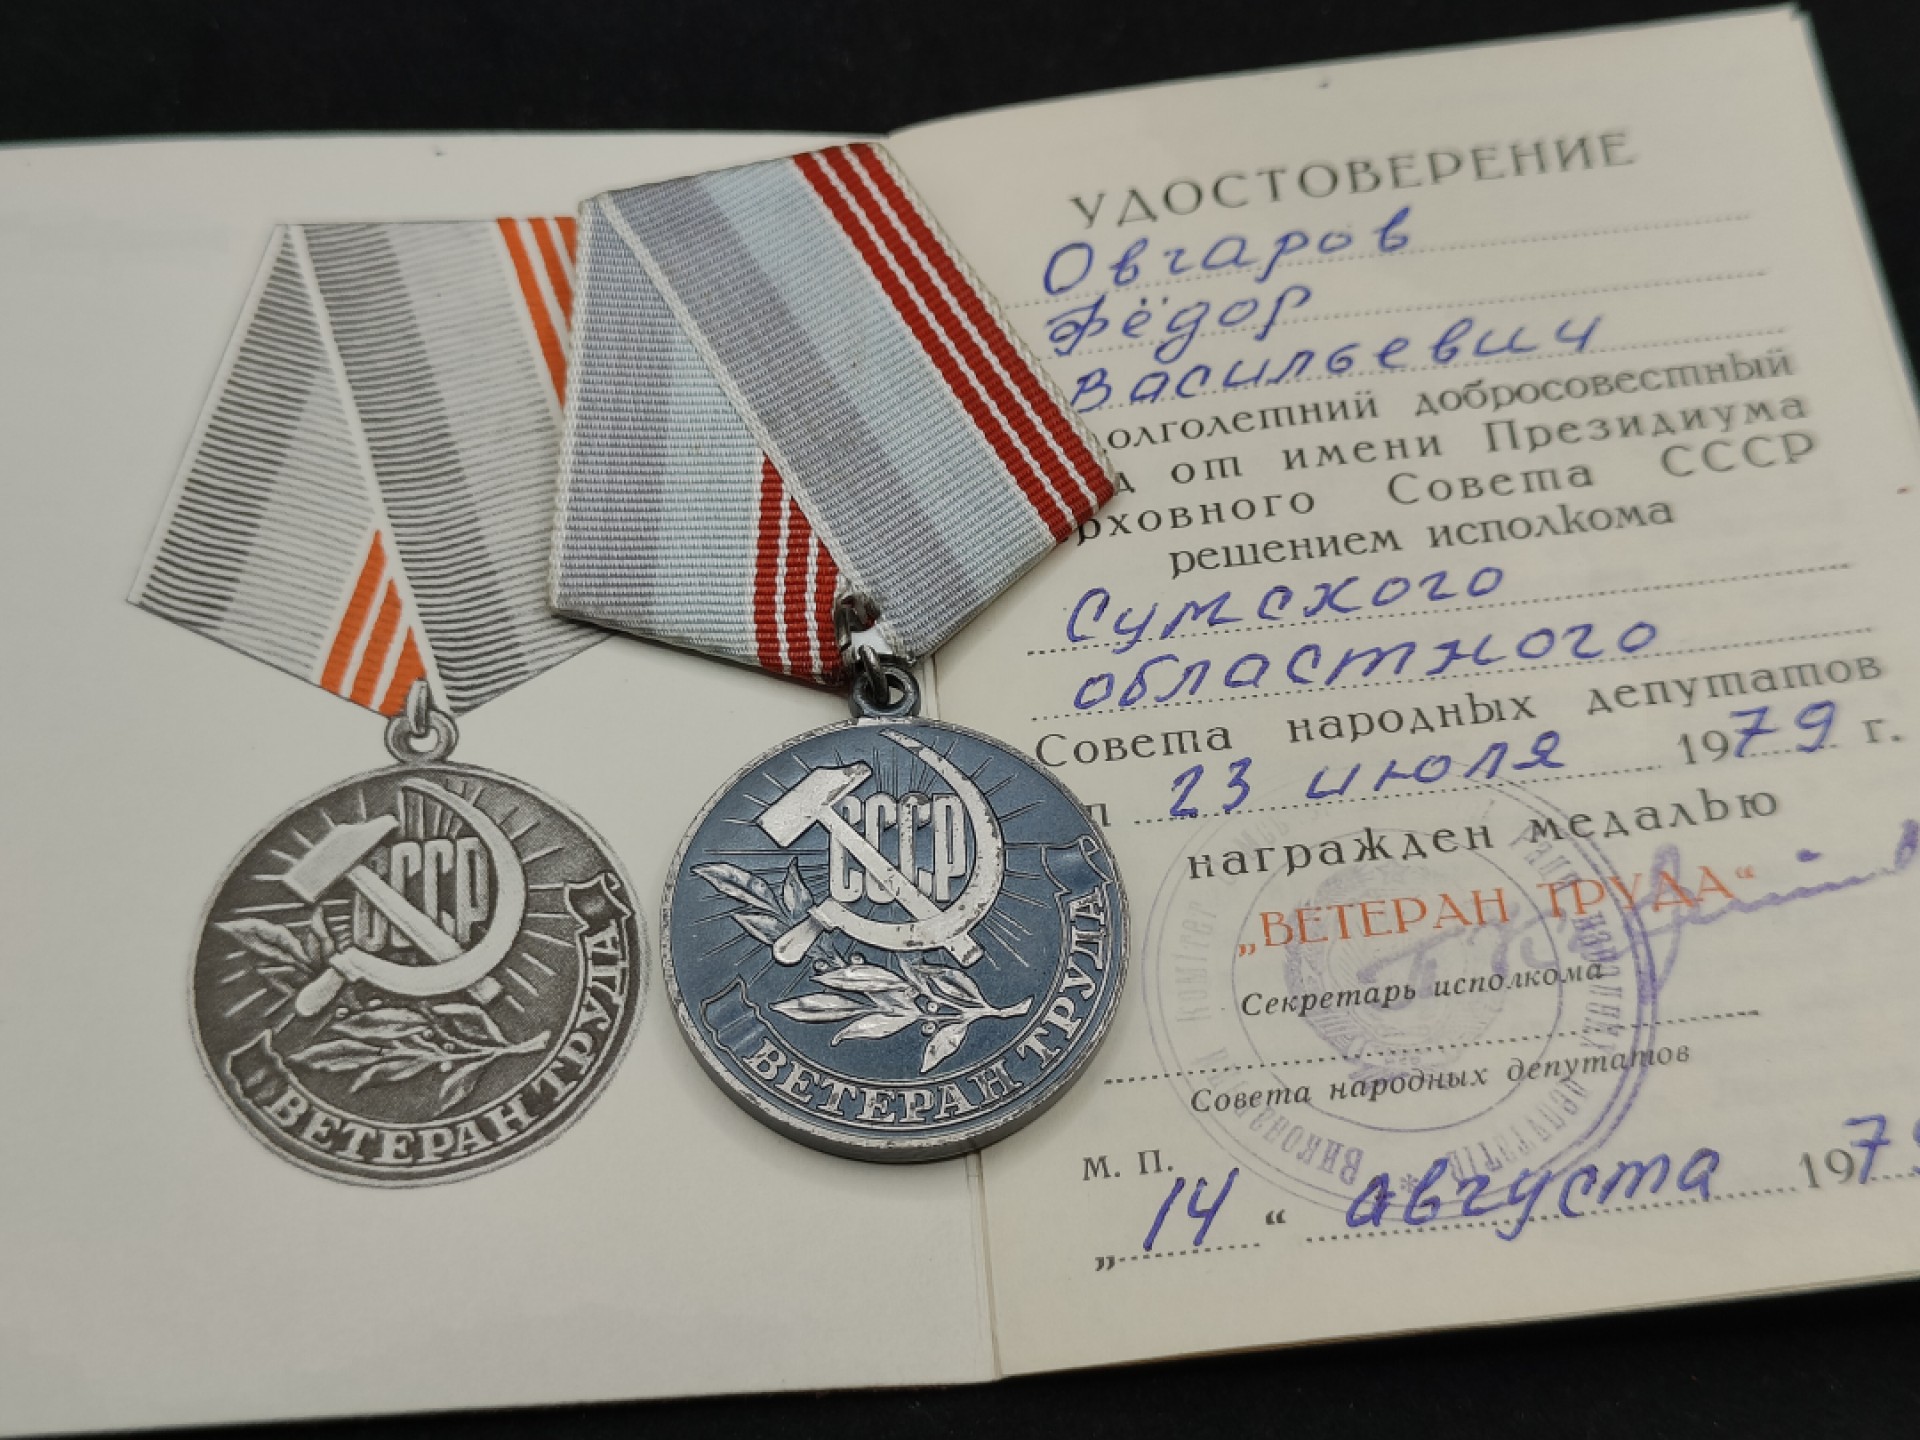 СССР
ВЕТЕРАН ТРУДА
СССР
ВЕТЕРАН ТРУДА
УДОСТОВЕРЕНИЕ
Овчаров
Фёдор
Васильевич
олголетний добросовестный
д от имени Президиума
рховного Совета СССР
решением исполкома
Сумского
областного
Совета народных депутатов
23 июля 1979 г.
награжден медалью
„ВЕТЕРАН ТРУДА“
Секретарь исполкома
Совета народных депутатов
М. П.
„14“ августа 197